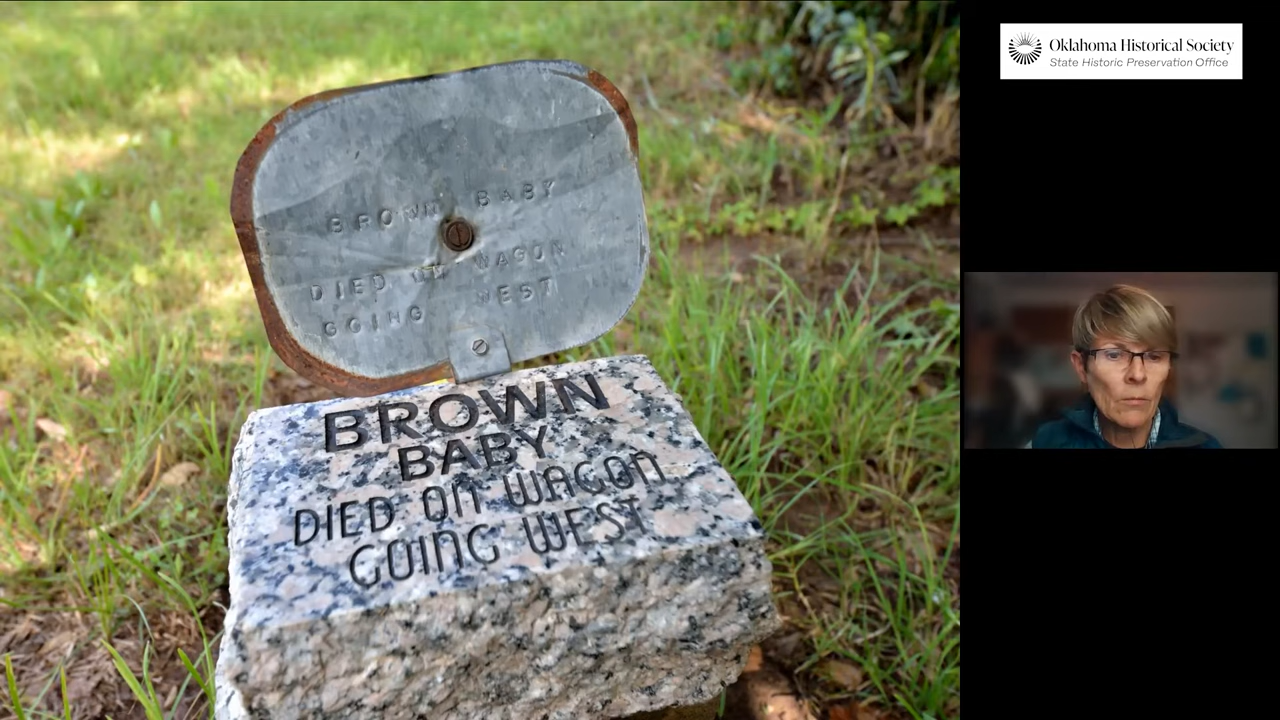 BROWN BABY
DIED ON WAGON
GOING WEST
BROWN
BABY
DIED ON WAGON
GOING WEST
Oklahoma Historical Society
State Historic Preservation Office